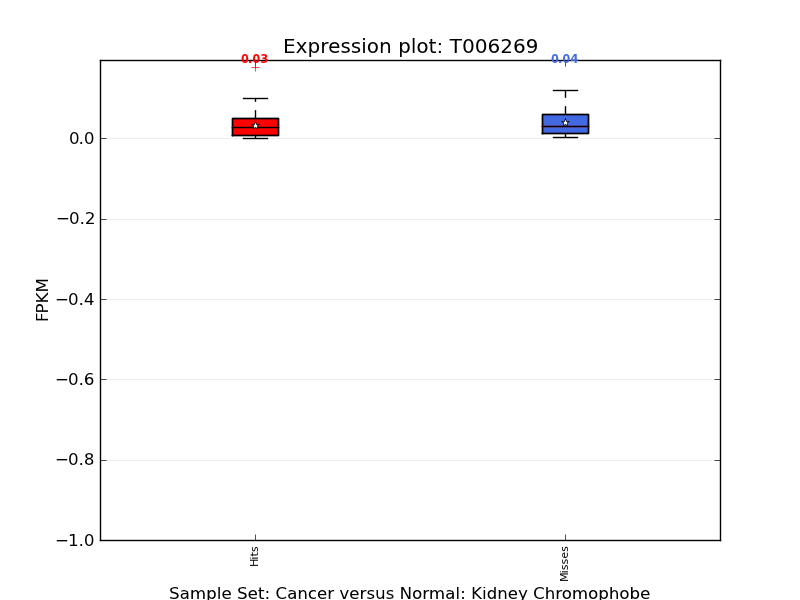 Expression plot: T006269
0.03
0.04
0.0
−0.2
−0.4
−0.6
−0.8
−1.0
FPKM
Hits
Misses
Sample Set: Cancer versus Normal: Kidney Chromophobe